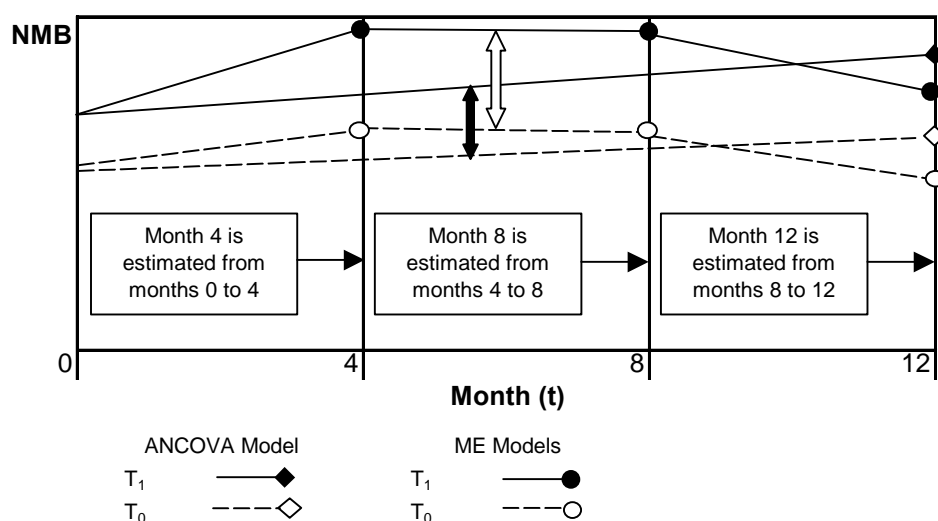 NMB
Month 4 is
estimated from
months 0 to 4
Month 8 is
estimated from
months 4 to 8
Month 12 is
estimated from
months 8 to 12
0 4 8 12
Month (t)
ANCOVA Model ME Models
T₁ T₁
T₀ T₀